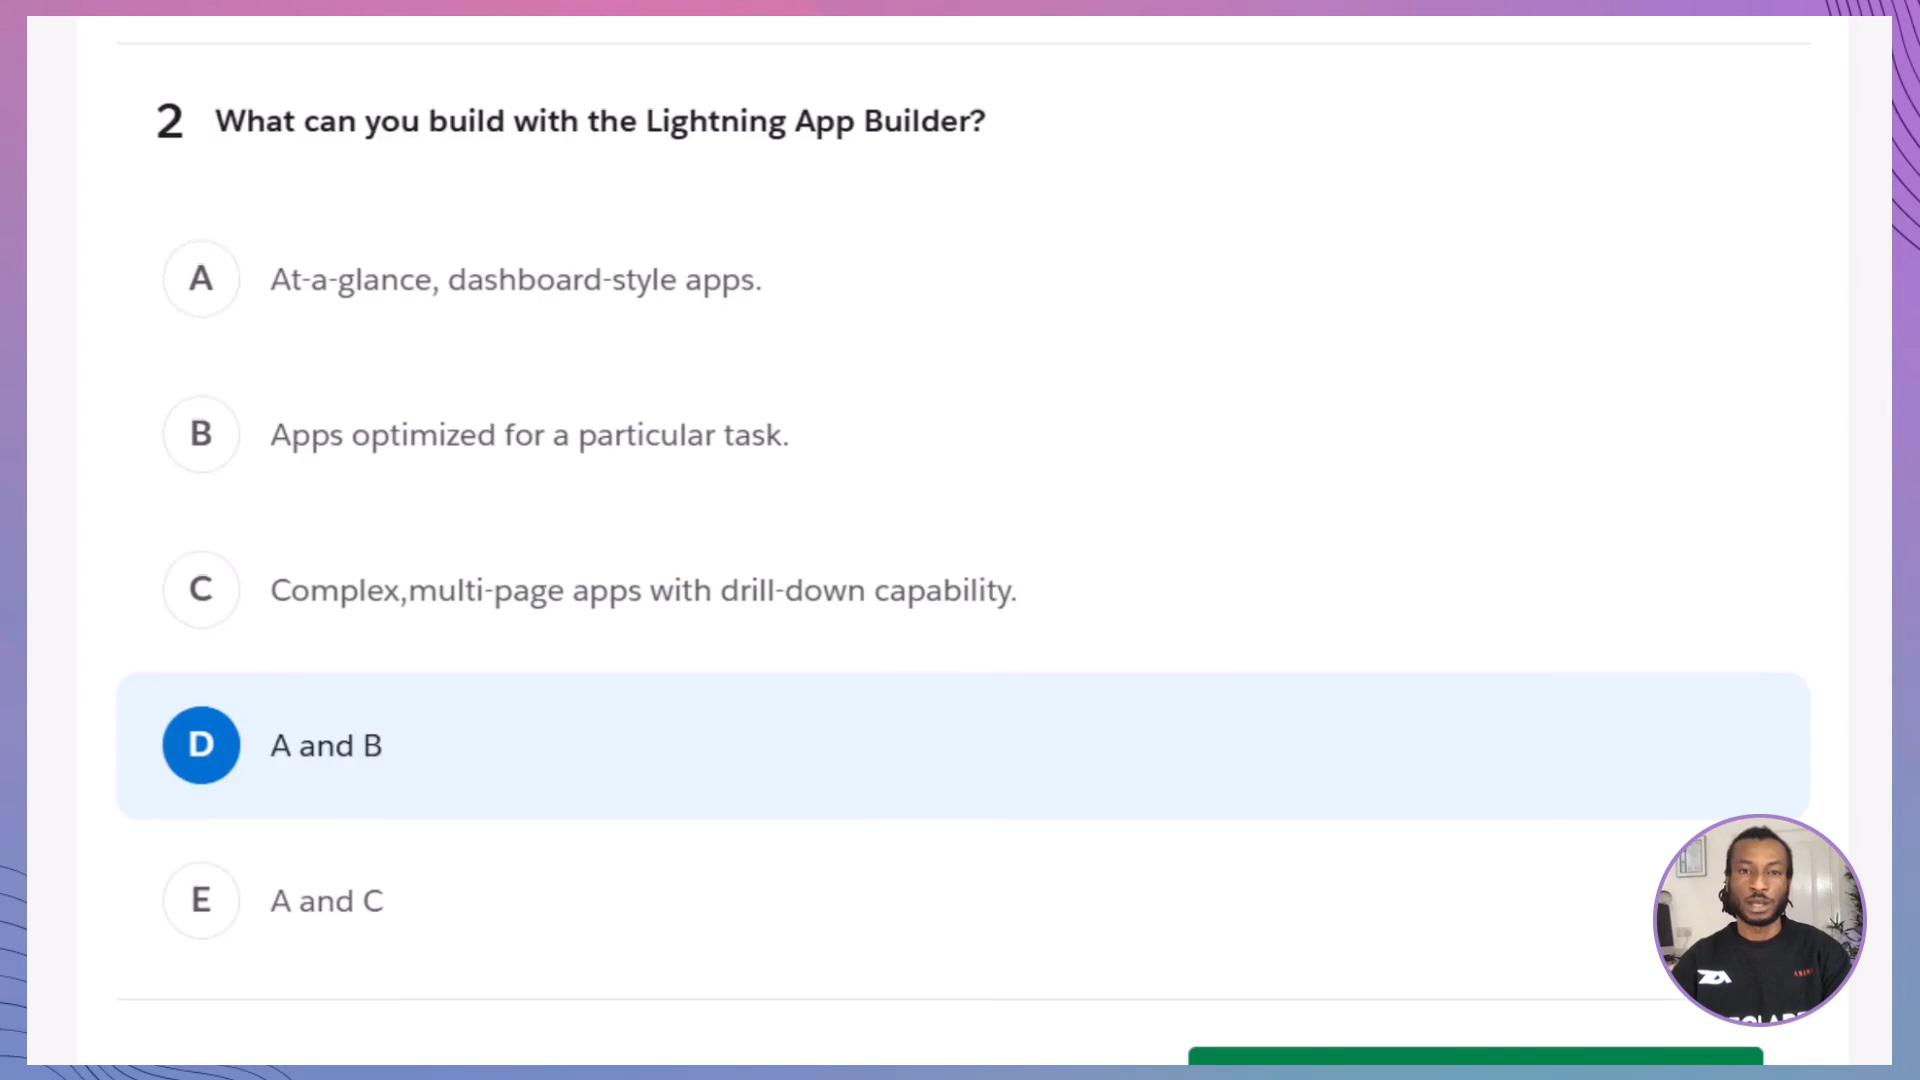 2 What can you build with the Lightning App Builder?
A At-a-glance, dashboard-style apps.
B Apps optimized for a particular task.
C Complex,multi-page apps with drill-down capability.
D A and B
E A and C